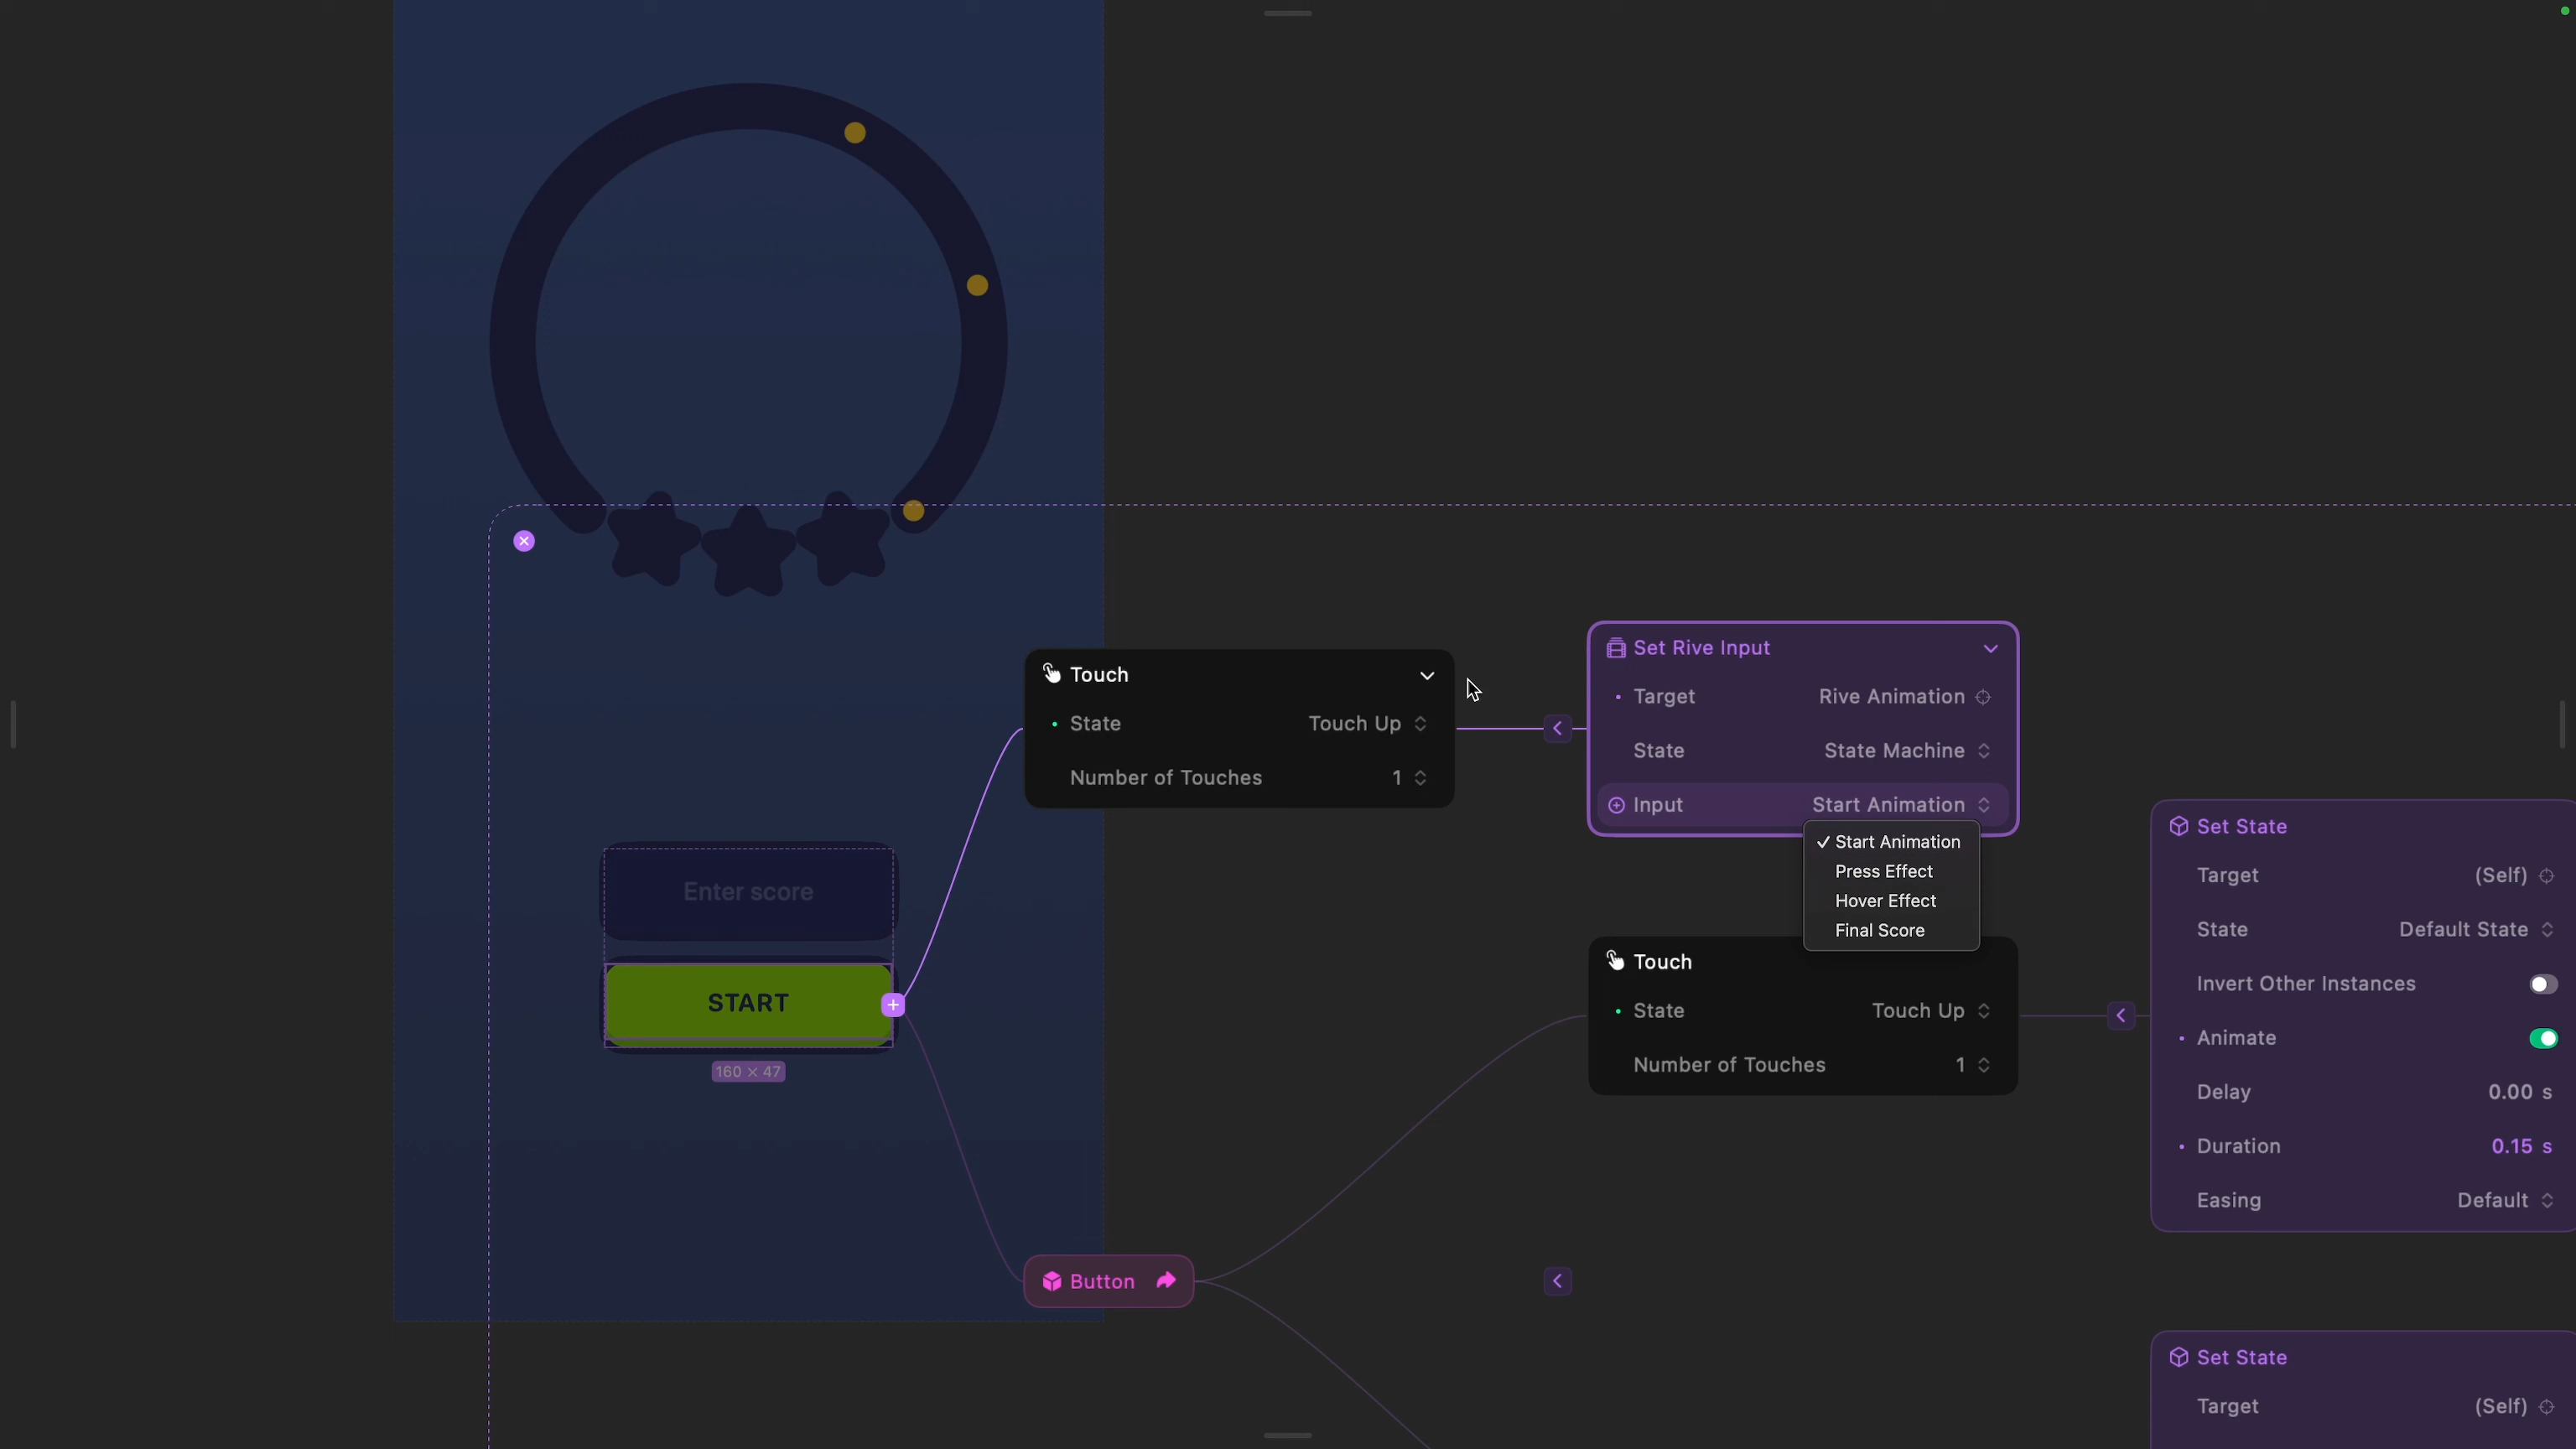 Touch
State Touch Up
Number of Touches 1
Set Rive Input
Target Rive Animation
State State Machine
Input Start Animation
✓ Start Animation
Press Effect
Hover Effect
Final Score
Enter score
START
160 × 47
Touch
State Touch Up
Number of Touches 1
Set State
Target (Self)
State Default State
Invert Other Instances
Animate
Delay 0.00 s
Duration 0.15 s
Easing Default
Button
Set State
Target (Self)